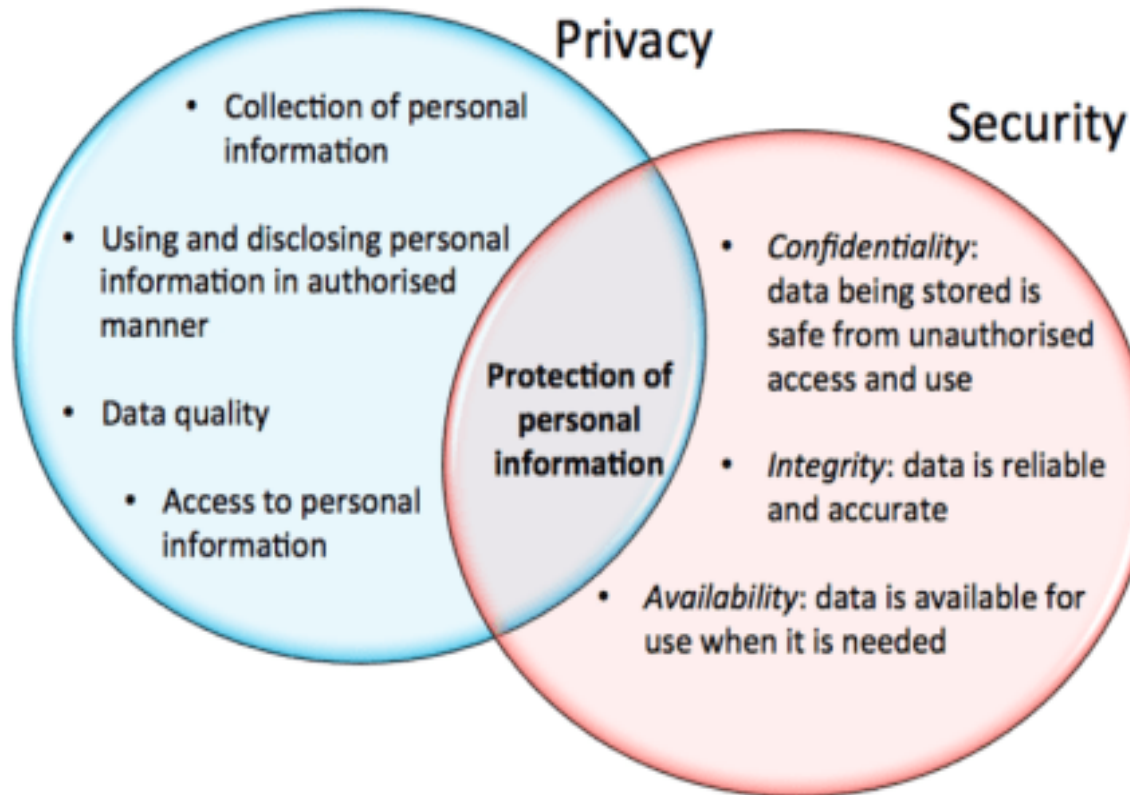 Privacy
• Collection of personal
information
• Using and disclosing personal
information in authorised
manner
• Data quality
• Access to personal
information
Protection of
personal
information
Security
• Confidentiality:
data being stored is
safe from unauthorised
access and use
• Integrity: data is reliable
and accurate
• Availability: data is available for
use when it is needed